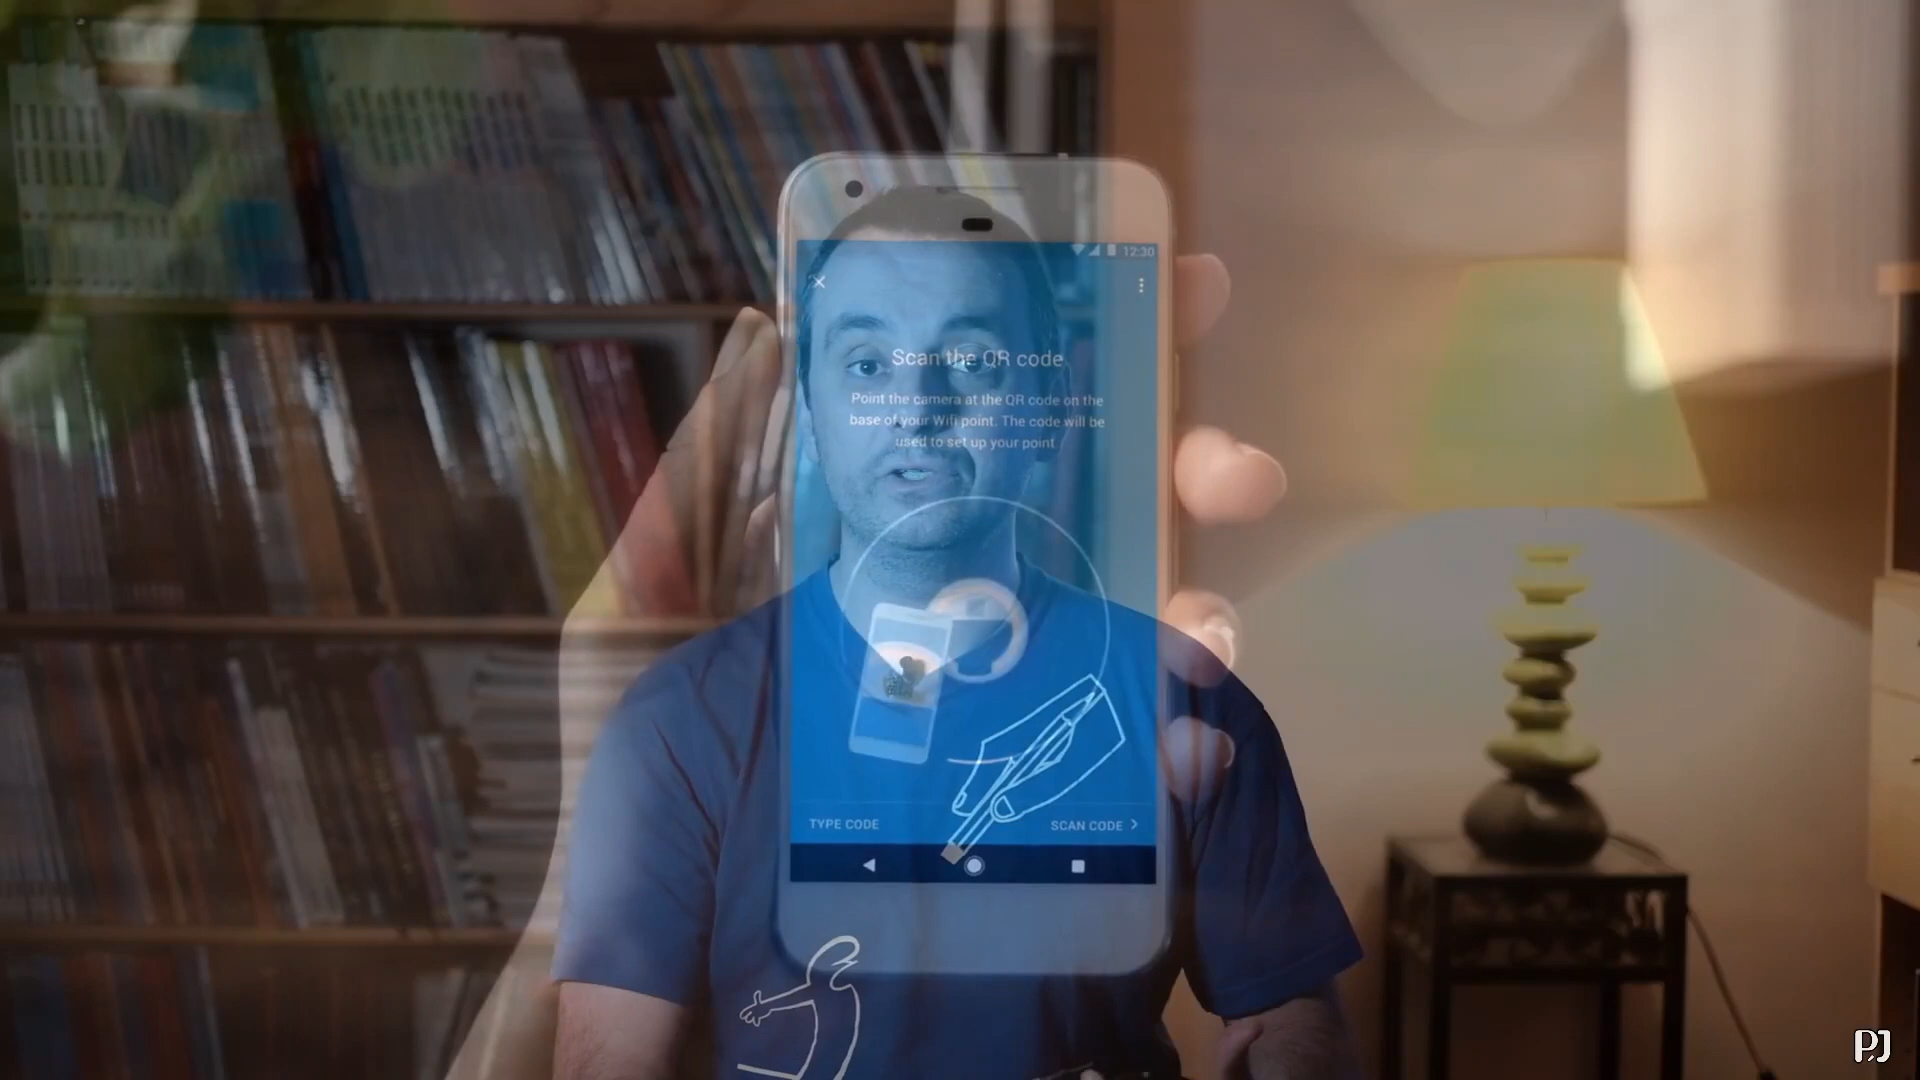 12:30
Scan the QR code
Point the camera at the QR code on the
base of your Wifi point. The code will be
used to set up your point
TYPE CODE
SCAN CODE
PJ